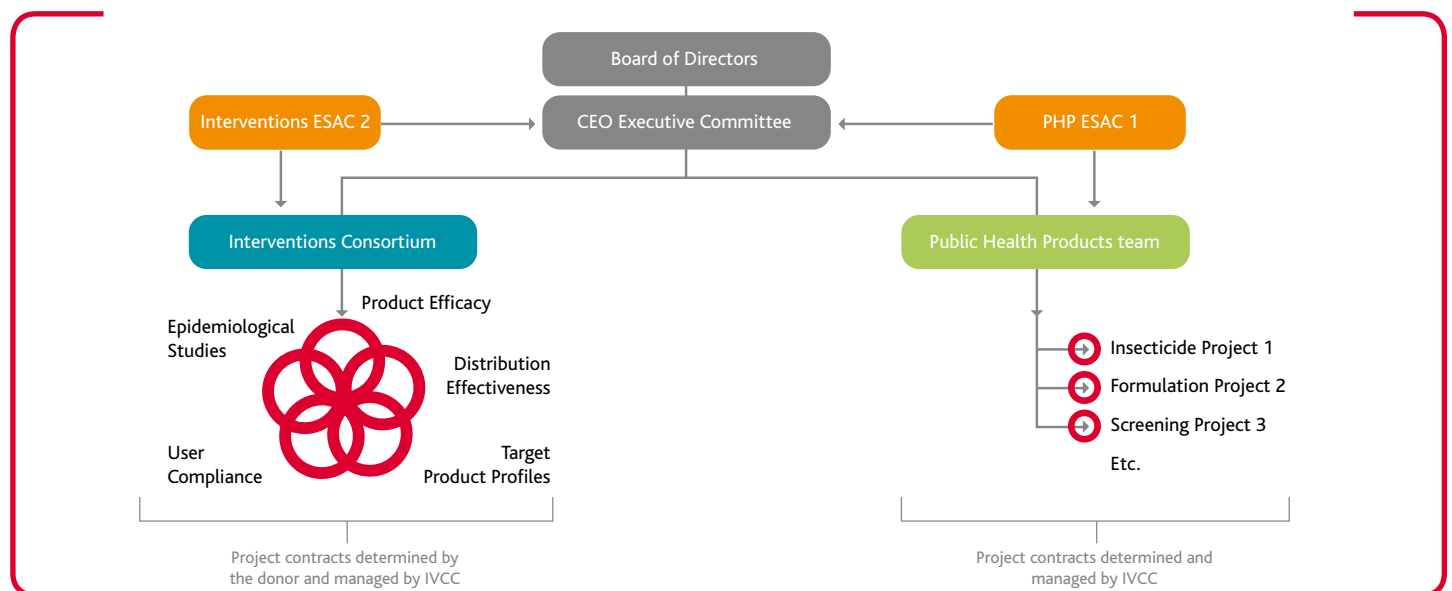 Board of Directors
Interventions ESAC 2
CEO Executive Committee
PHP ESAC 1
Interventions Consortium
Public Health Products team
Product Efficacy
Epidemiological
Studies
Distribution
Effectiveness
User
Compliance
Target
Product Profiles
Insecticide Project 1
Formulation Project 2
Screening Project 3
Etc.
Project contracts determined by
the donor and managed by IVCC
Project contracts determined and
managed by IVCC